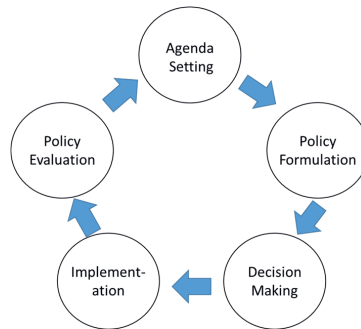 Agenda
Setting
Policy
Formulation
Decision
Making
Implement-
ation
Policy
Evaluation